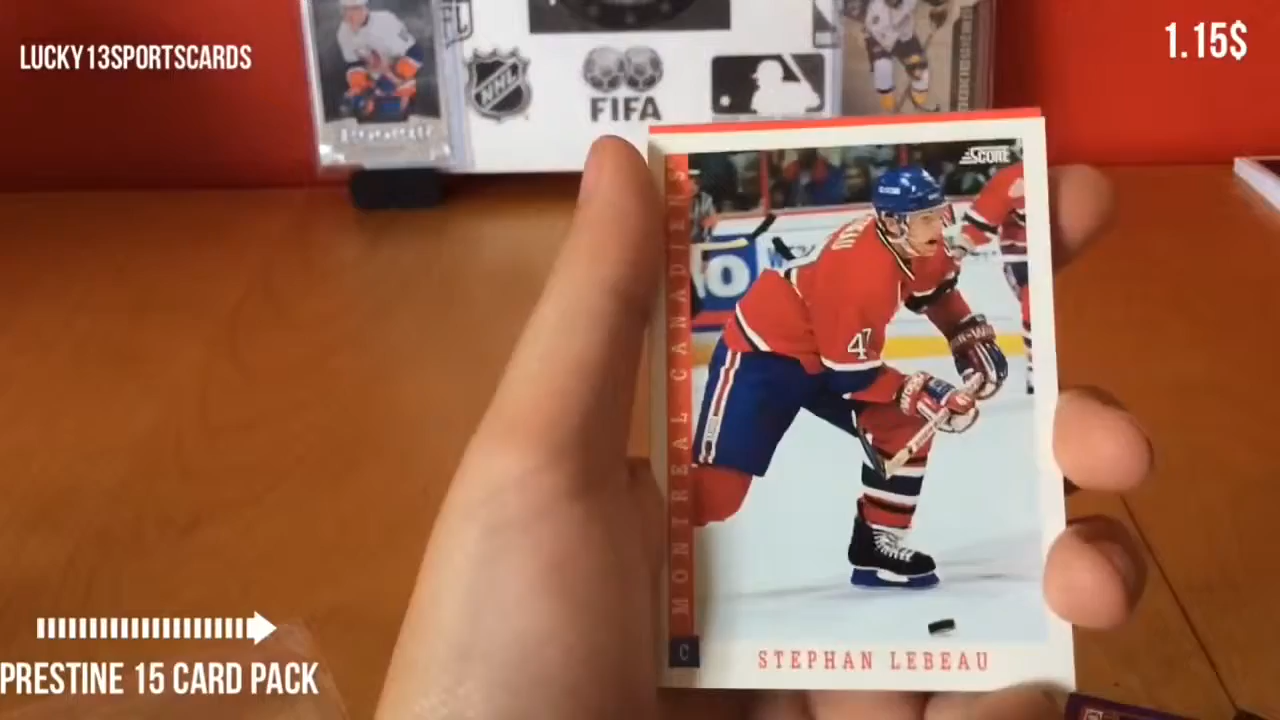 LUCKY13SPORTSCARDS
1.15$
NHL
FIFA
SCORE
47
MONTREAL CANADIENS
C
STEPHAN LEBEAU
PRESTINE 15 CARD PACK